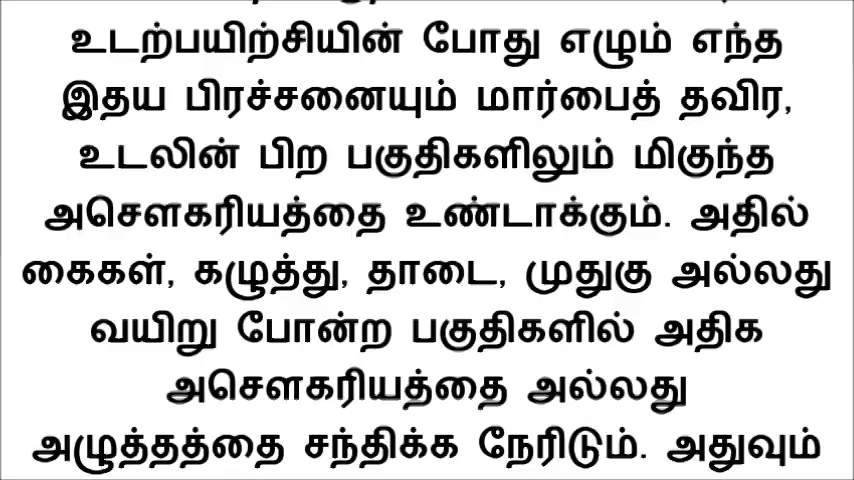 உடற்பயிற்சியின் போது எழும் எந்த
இதய பிரச்சனையும் மார்பைத் தவிர,
உடலின் பிற பகுதிகளிலும் மிகுந்த
அசௌகரியத்தை உண்டாக்கும். அதில்
கைகள், கழுத்து, தாடை, முதுகு அல்லது
வயிறு போன்ற பகுதிகளில் அதிக
அசௌகரியத்தை அல்லது
அழுத்தத்தை சந்திக்க நேரிடும். அதுவும்